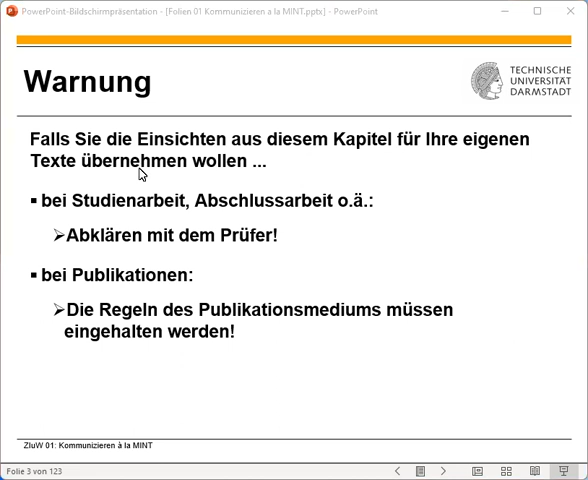 PowerPoint-Bildschirmpräsentation - [Folien 01 Kommunizieren a la MINT.pptx] - PowerPoint
Warnung
TECHNISCHE
UNIVERSITÄT
DARMSTADT
Falls Sie die Einsichten aus diesem Kapitel für Ihre eigenen
Texte übernehmen wollen ...
▪ bei Studienarbeit, Abschlussarbeit o.ä.:
➢Abklären mit dem Prüfer!
▪ bei Publikationen:
➢Die Regeln des Publikationsmediums müssen
eingehalten werden!
ZluW 01: Kommunizieren à la MINT
Folie 3 von 123